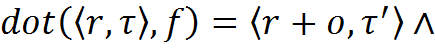 𝑑𝑜𝑡(⟨𝑟, 𝜏⟩, 𝑓) = ⟨𝑟 + 𝑜, 𝜏′⟩ ∧